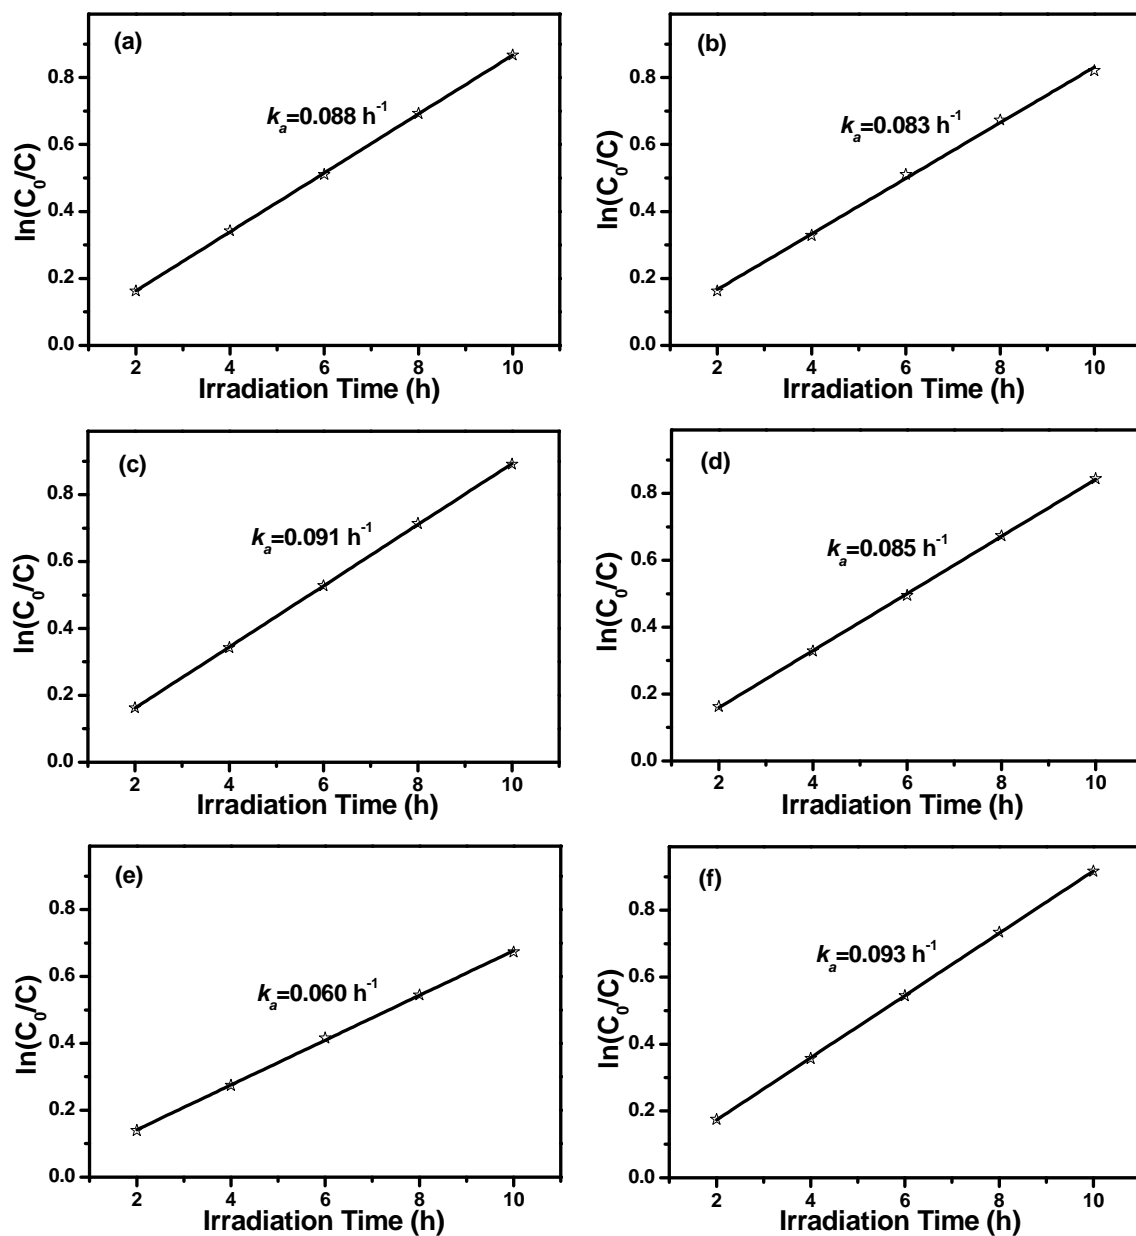 (a)
k_a=0.088 h^-1
ln(C_0/C)
0.8
0.6
0.4
0.2
0.0
2 4 6 8 10
Irradiation Time (h)
(b)
k_a=0.083 h^-1
ln(C_0/C)
0.8
0.6
0.4
0.2
0.0
2 4 6 8 10
Irradiation Time (h)
(c)
k_a=0.091 h^-1
ln(C_0/C)
0.8
0.6
0.4
0.2
0.0
2 4 6 8 10
Irradiation Time (h)
(d)
k_a=0.085 h^-1
ln(C_0/C)
0.8
0.6
0.4
0.2
0.0
2 4 6 8 10
Irradiation Time (h)
(e)
k_a=0.060 h^-1
ln(C_0/C)
0.8
0.6
0.4
0.2
0.0
2 4 6 8 10
Irradiation Time (h)
(f)
k_a=0.093 h^-1
ln(C_0/C)
0.8
0.6
0.4
0.2
0.0
2 4 6 8 10
Irradiation Time (h)